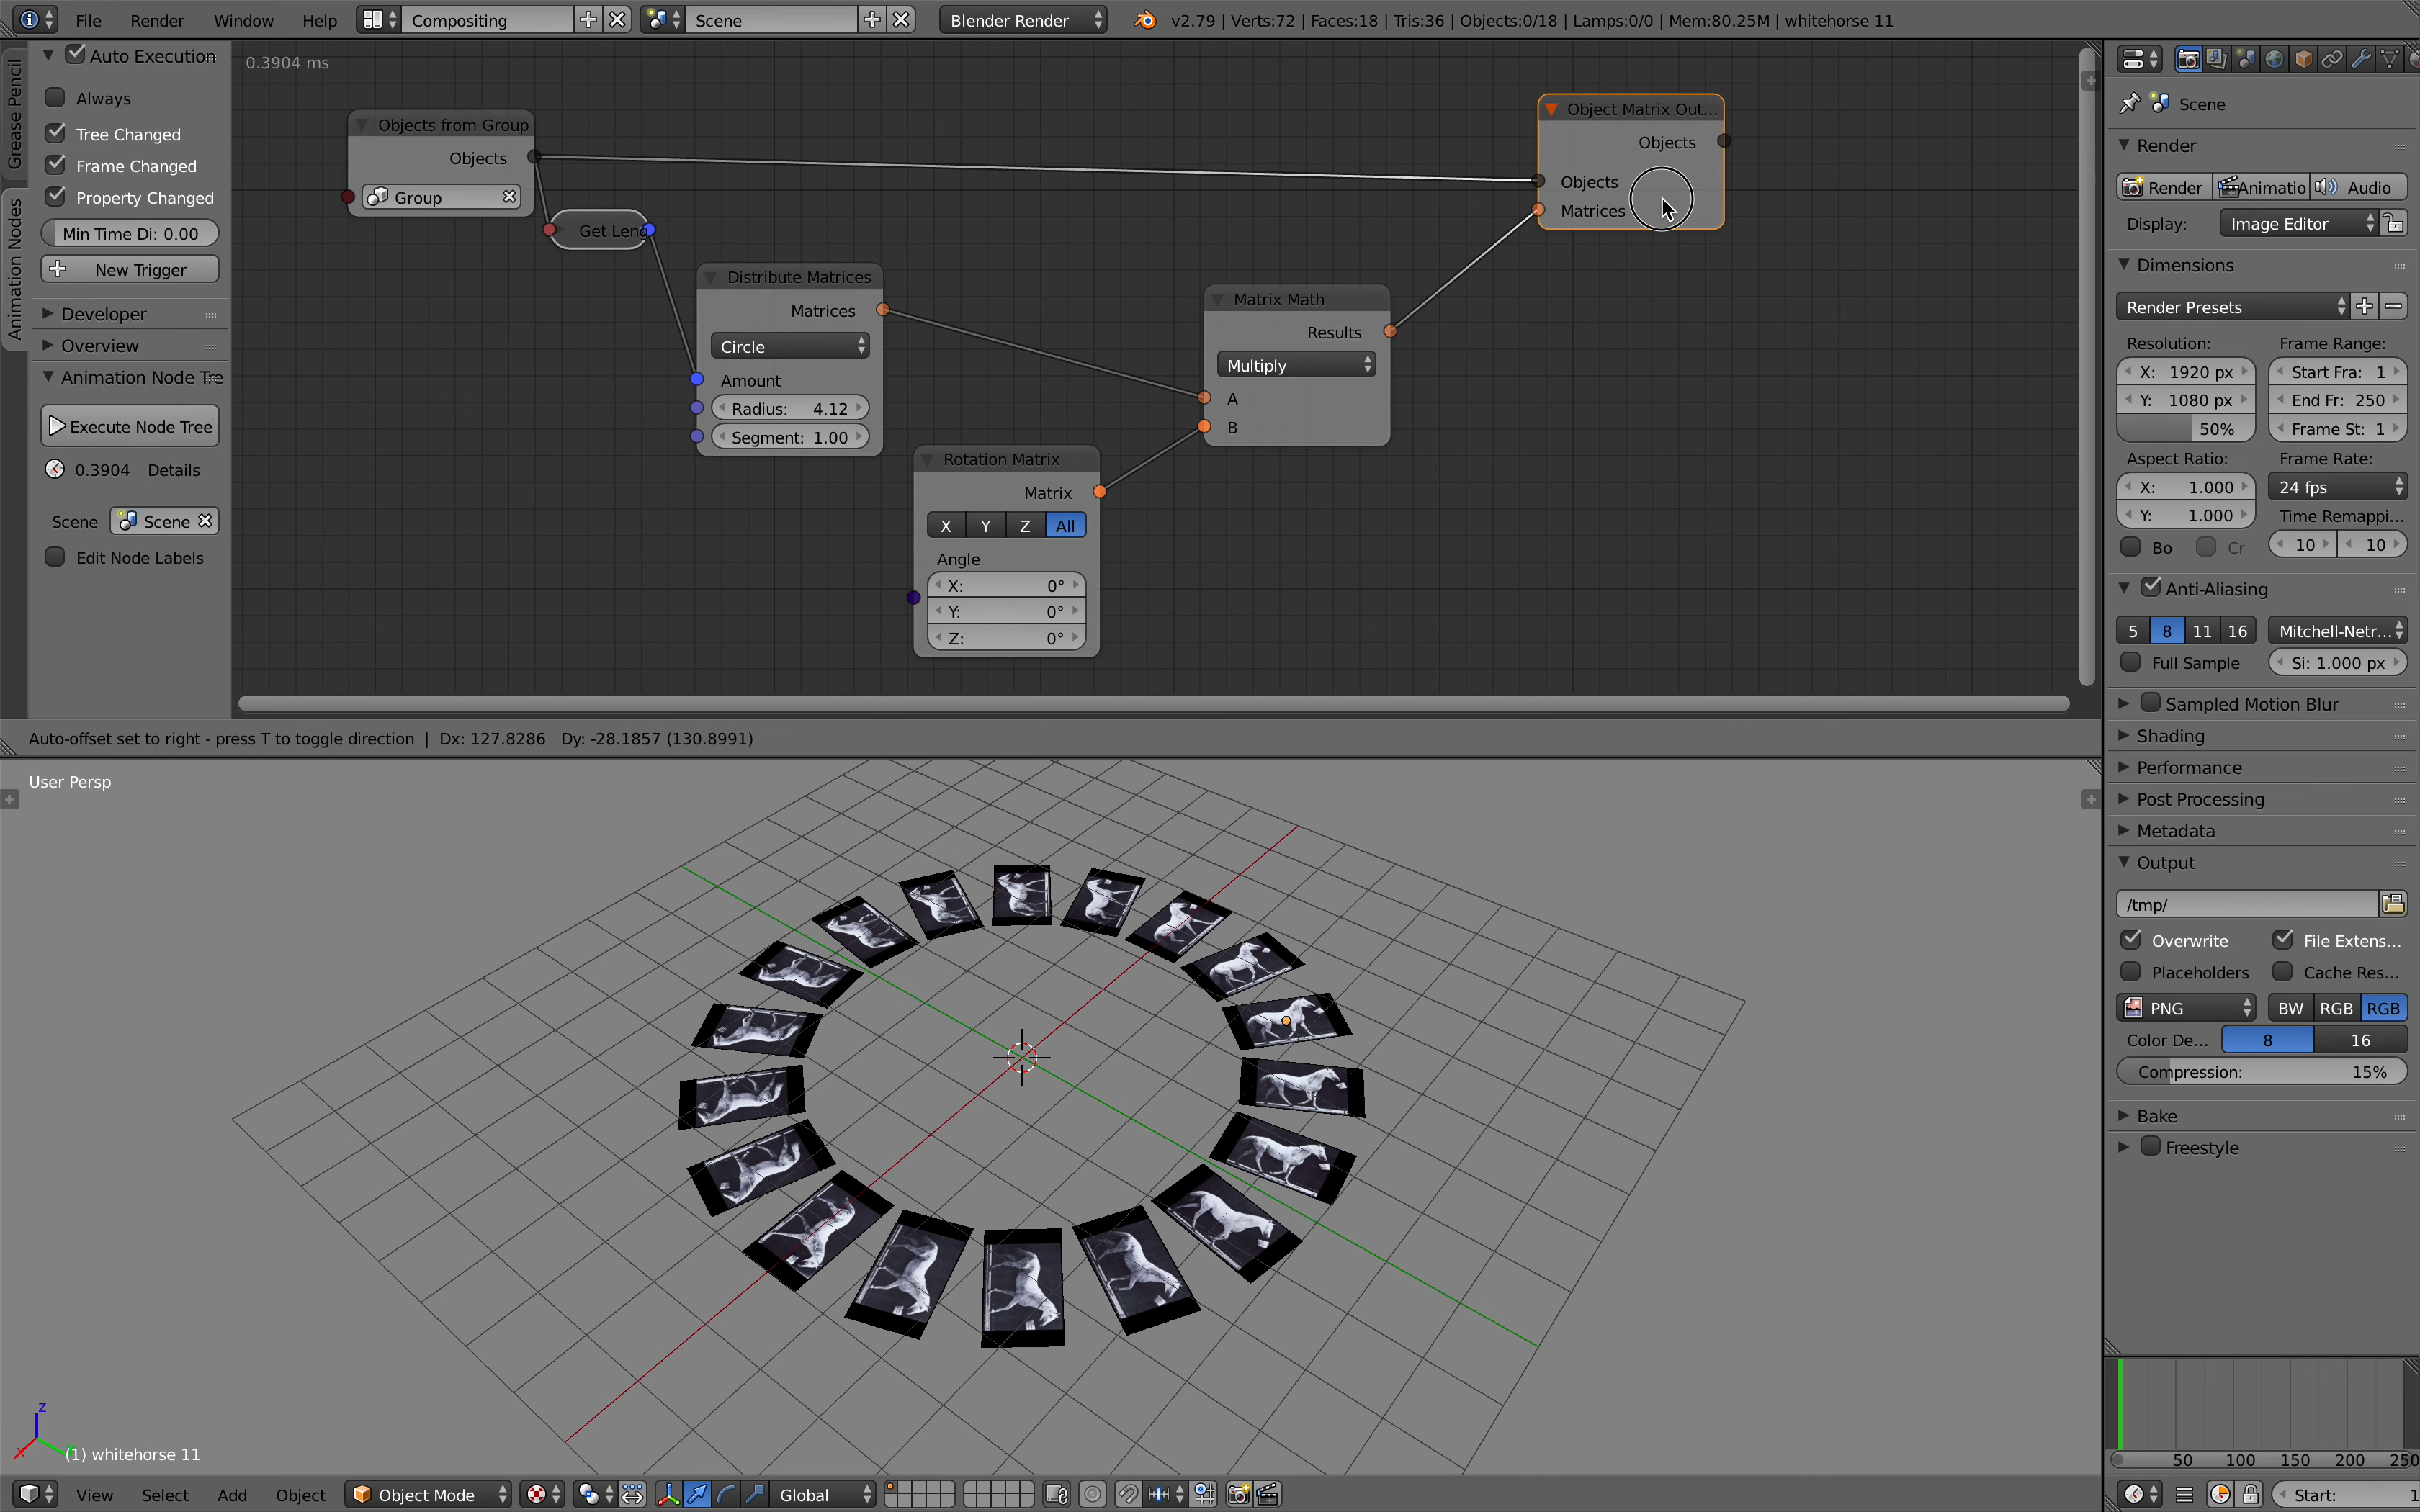 File Render Window Help Compositing Scene Blender Render v2.79 | Verts:72 | Faces:18 | Tris:36 | Objects:0/18 | Lamps:0/0 | Mem:80.25M | whitehorse 11
Grease Pencil
Animation Nodes
Auto Execution
Always
Tree Changed
Frame Changed
Property Changed
Min Time Di: 0.00
New Trigger
Developer
Overview
Animation Node Tre
Execute Node Tree
0.3904 Details
Scene Scene
Edit Node Labels
0.3904 ms
Objects from Group
Objects
Group
Get Leng
Distribute Matrices
Matrices
Circle
Amount
Radius: 4.12
Segment: 1.00
Rotation Matrix
Matrix
X Y Z All
Angle
X: 0°
Y: 0°
Z: 0°
Matrix Math
Results
Multiply
A
B
Object Matrix Out...
Objects
Objects
Matrices
Auto-offset set to right - press T to toggle direction | Dx: 127.8286 Dy: -28.1857 (130.8991)
User Persp
z
x
(1) whitehorse 11
View Select Add Object Object Mode Global
Scene
Render
Render Animatio Audio
Display: Image Editor
Dimensions
Render Presets
Resolution: Frame Range:
X: 1920 px Start Fra: 1
Y: 1080 px End Fr: 250
50% Frame St: 1
Aspect Ratio: Frame Rate:
X: 1.000 24 fps
Y: 1.000 Time Remappi...
Bo Cr 10 10
Anti-Aliasing
5 8 11 16 Mitchell-Netr...
Full Sample Si: 1.000 px
Sampled Motion Blur
Shading
Performance
Post Processing
Metadata
Output
/tmp/
Overwrite File Extens...
Placeholders Cache Res...
PNG BW RGB RGB
Color De... 8 16
Compression: 15%
Bake
Freestyle
50 100 150 200 250
Start: 1